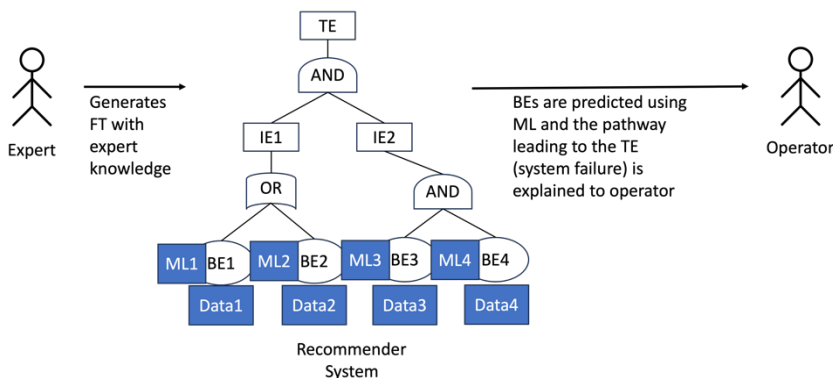 TE
AND
Generates
FT with
expert
knowledge
BEs are predicted using
ML and the pathway
leading to the TE
(system failure) is
explained to operator
Expert
Operator
IE1
IE2
OR
AND
ML1 BE1 ML2 BE2 ML3 BE3 ML4 BE4
Data1 Data2 Data3 Data4
Recommender
System